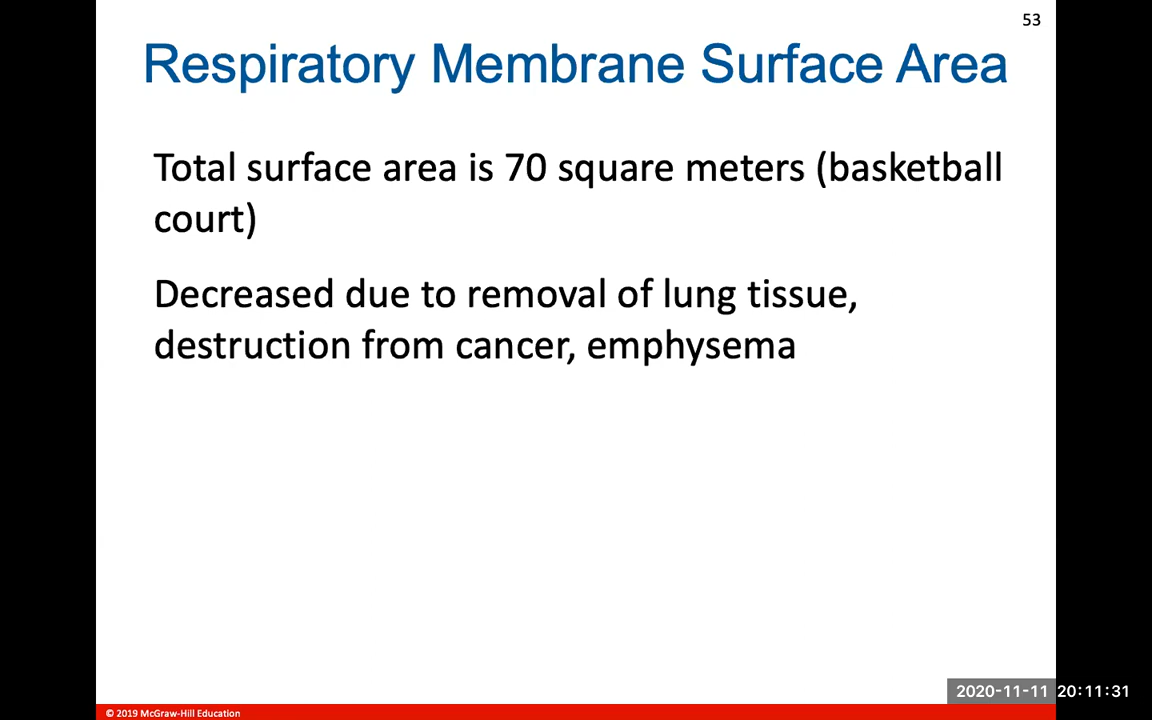 53
Respiratory Membrane Surface Area
Total surface area is 70 square meters (basketball
court)
Decreased due to removal of lung tissue,
destruction from cancer, emphysema
2020-11-11 20:11:31
© 2019 McGraw-Hill Education